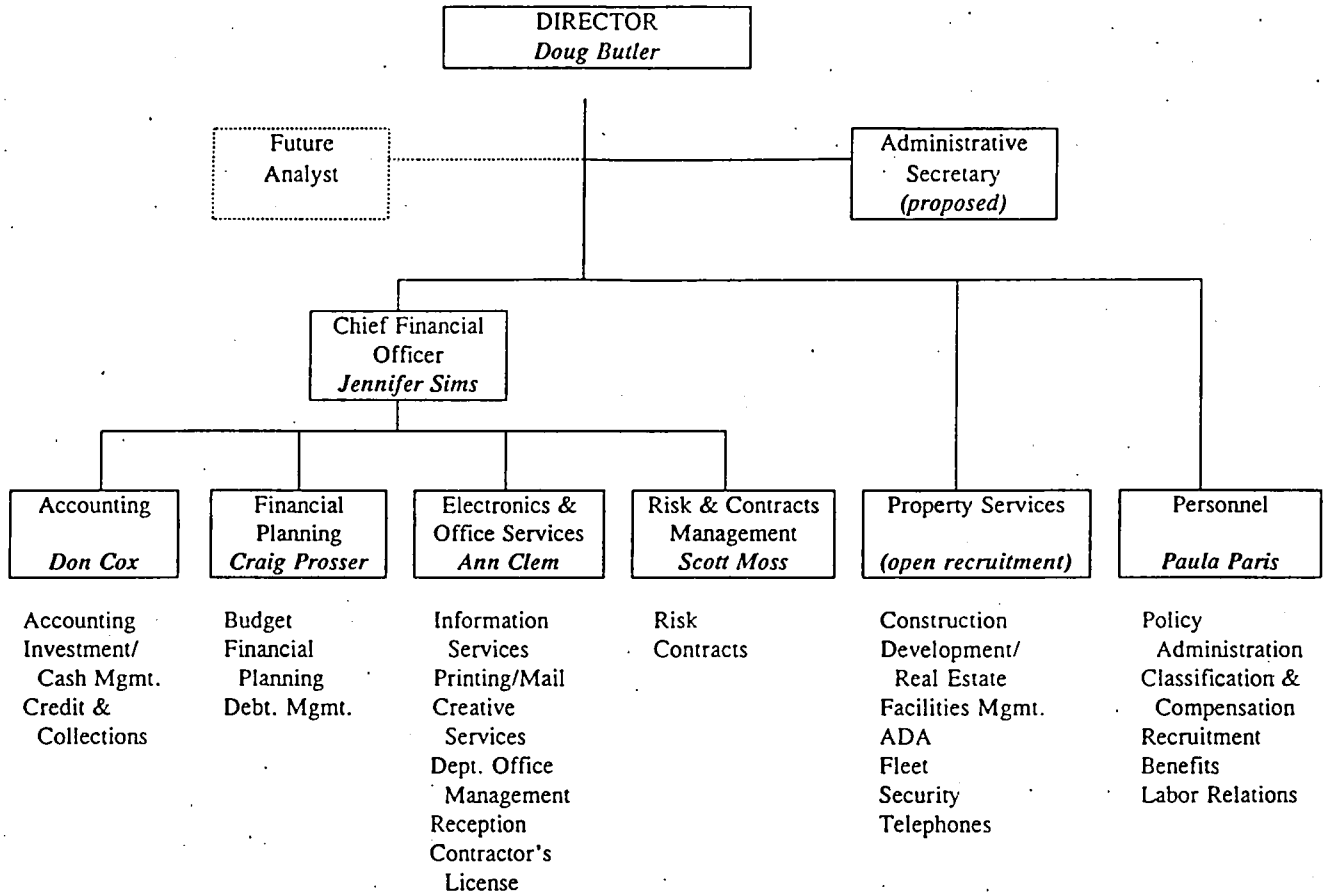 DIRECTOR
Doug Butler
Future
Analyst
Administrative
Secretary
(proposed)
Chief Financial
Officer
Jennifer Sims
Accounting
Don Cox
Financial
Planning
Craig Prosser
Electronics &
Office Services
Ann Clem
Risk & Contracts
Management
Scott Moss
Property Services
(open recruitment)
Personnel
Paula Paris
Accounting
Investment/
Cash Mgmt.
Credit &
Collections
Budget
Financial
Planning
Debt. Mgmt.
Information
Services
Printing/Mail
Creative
Services
Dept. Office
Management
Reception
Contractor's
License
Risk
Contracts
Construction
Development/
Real Estate
Facilities Mgmt.
ADA
Fleet
Security
Telephones
Policy
Administration
Classification &
Compensation
Recruitment
Benefits
Labor Relations